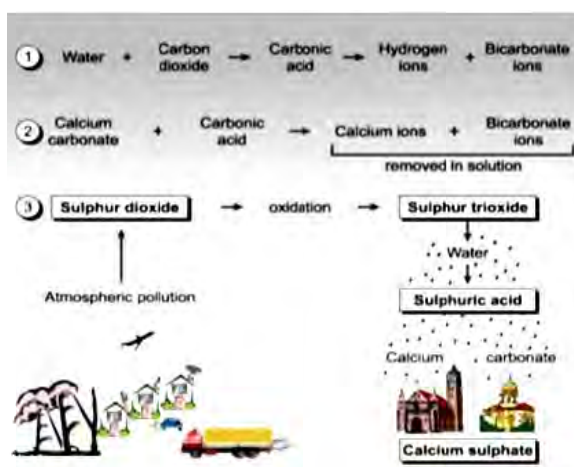 1 Water + Carbon dioxide → Carbonic acid → Hydrogen ions + Bicarbonate ions
2 Calcium carbonate + Carbonic acid → Calcium ions + Bicarbonate ions
removed in solution
3 Sulphur dioxide → oxidation → Sulphur trioxide
Water
Atmospheric pollution
Sulphuric acid
Calcium carbonate
Calcium sulphate